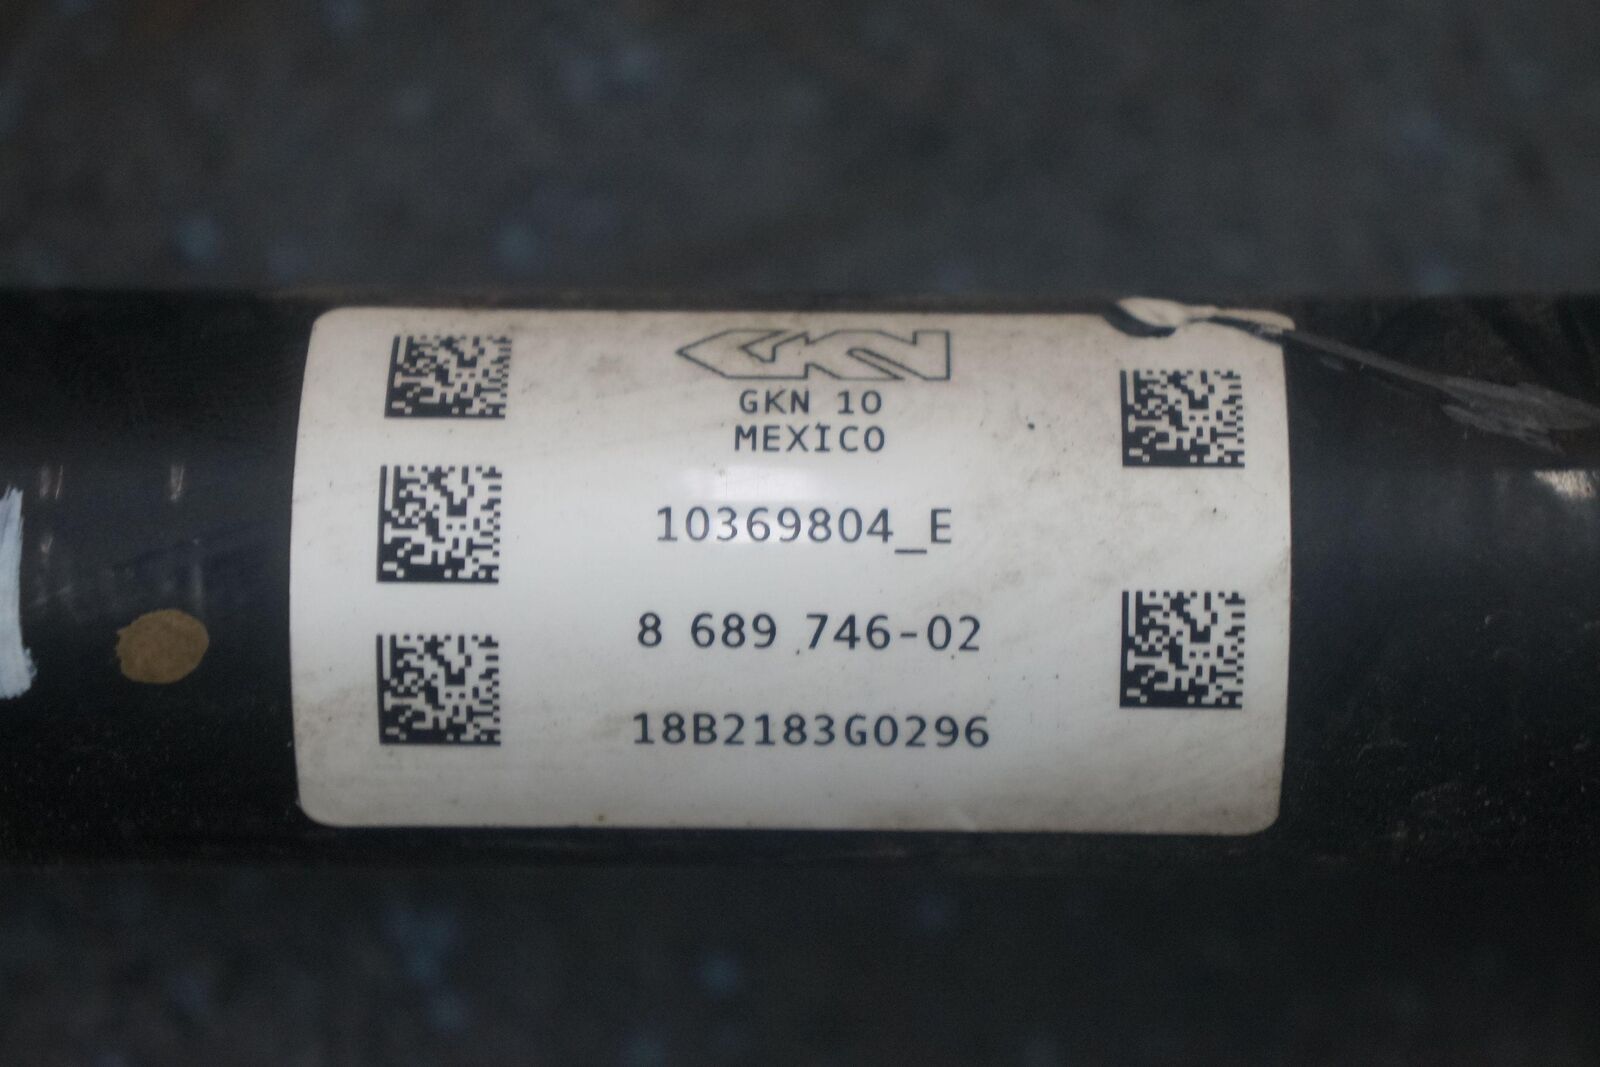 GKN
GKN 10
MEXICO
10369804_E
8 689 746-02
18B2183G0296